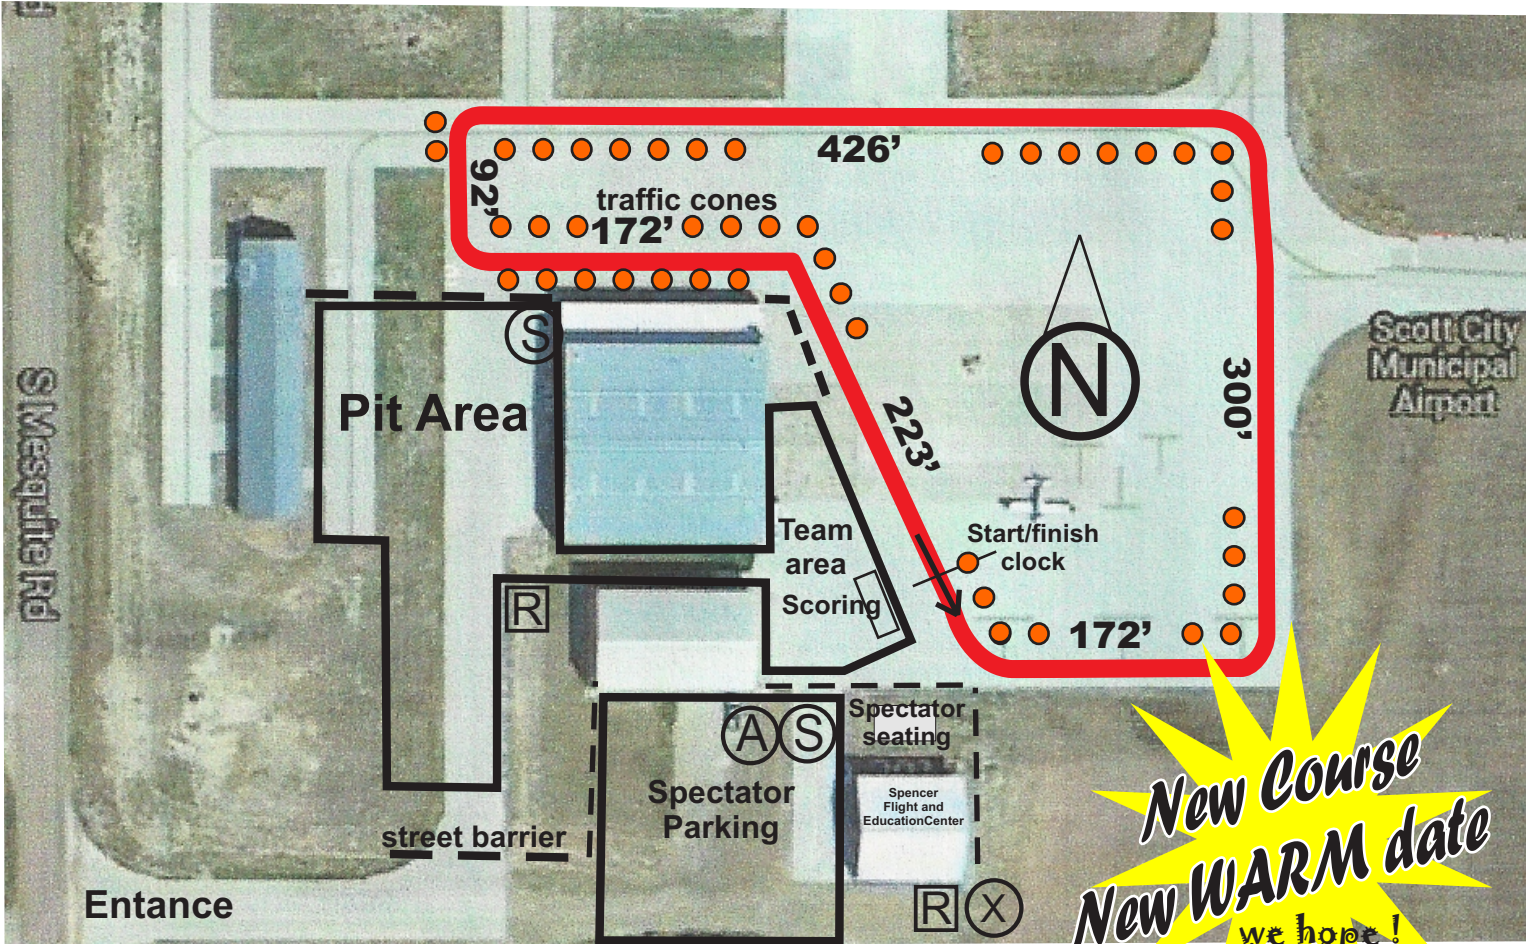 426’
92’
traffic cones
172’
S
N
Scott City
Municipal
Airport
S Mesquite Rd
Pit Area
223’
300’
Team
area
Scoring
Start/finish
clock
R
172’
A S
Spectator
seating
Spectator
Parking
Spencer
Flight and
EducationCenter
street barrier
Entance
R X
New Course
New WARM date
we hope !